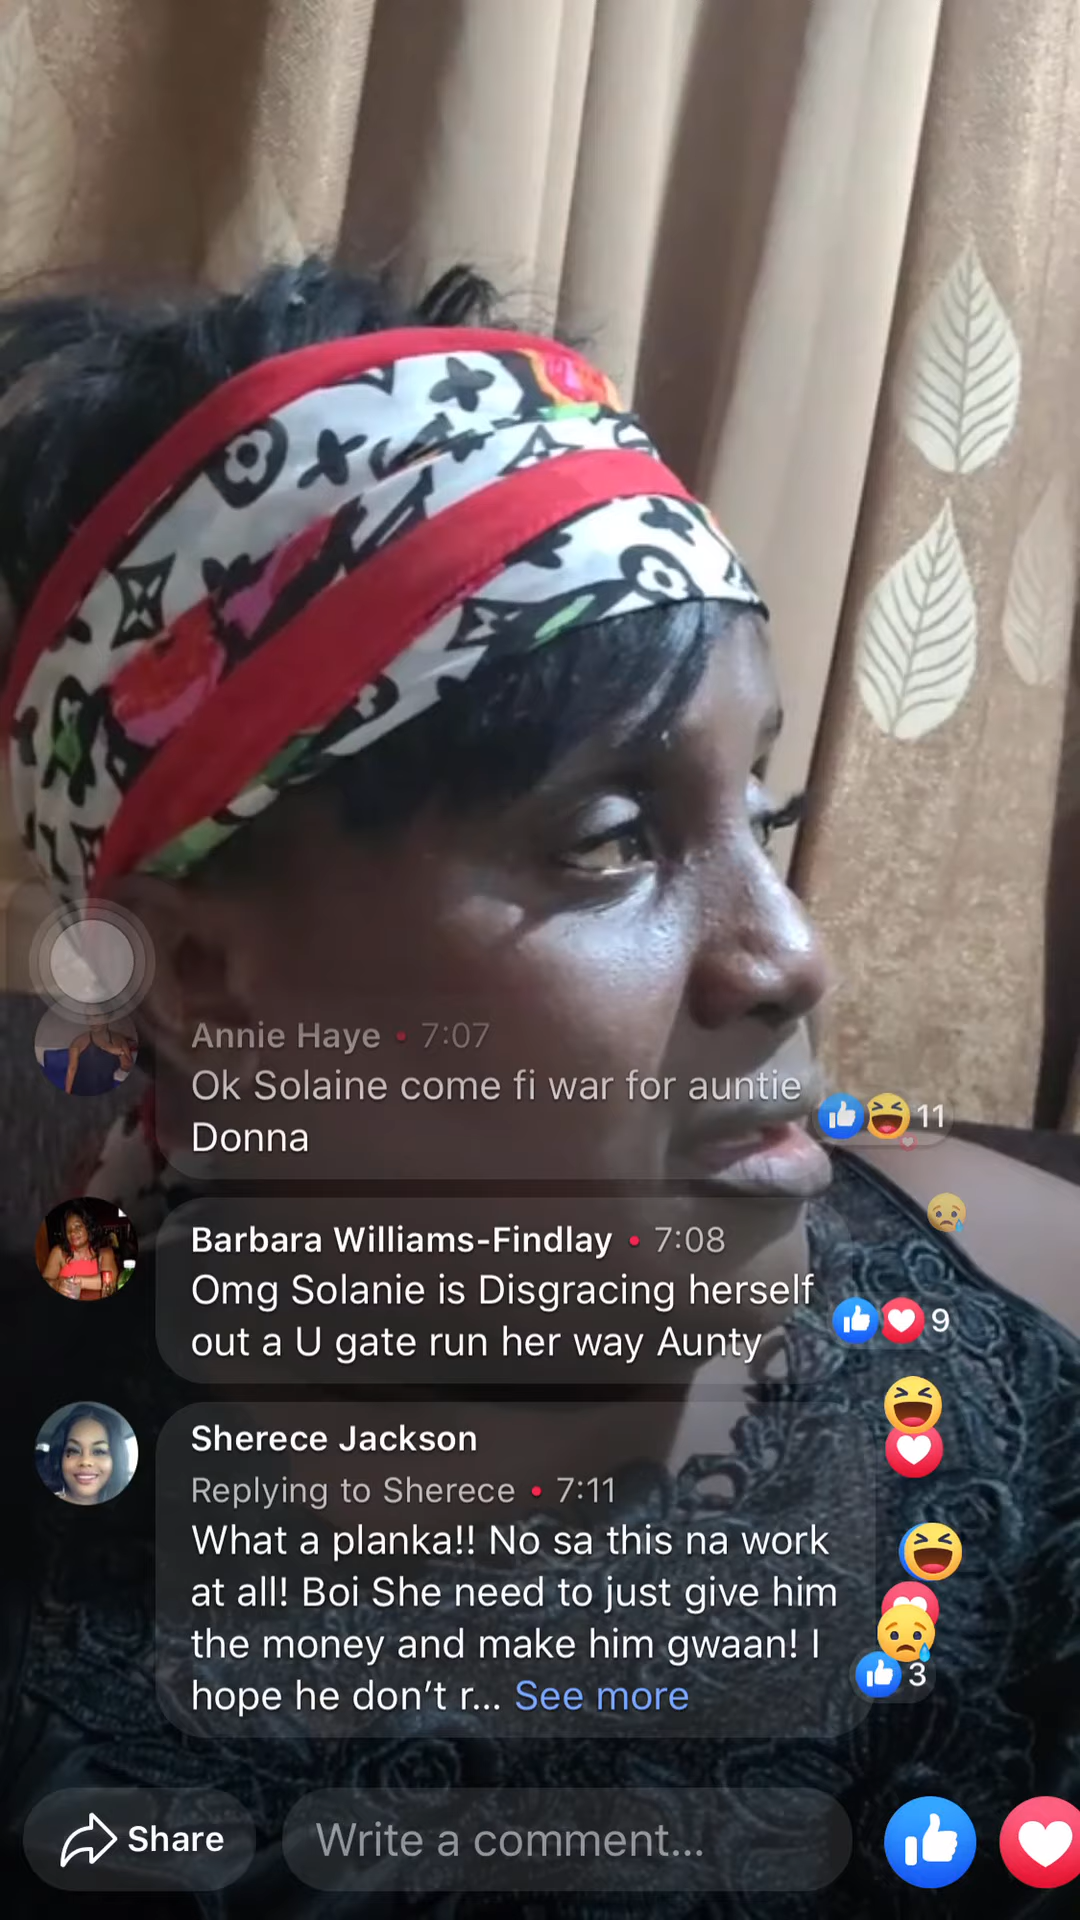 Annie Haye • 7:07
Ok Solaine come fi war for auntie
Donna
11
Barbara Williams-Findlay • 7:08
Omg Solanie is Disgracing herself
out a U gate run her way Aunty
9
Sherece Jackson
Replying to Sherece • 7:11
What a planka!! No sa this na work
at all! Boi She need to just give him
the money and make him gwaan! I
hope he don’t r... See more
3
Share
Write a comment...